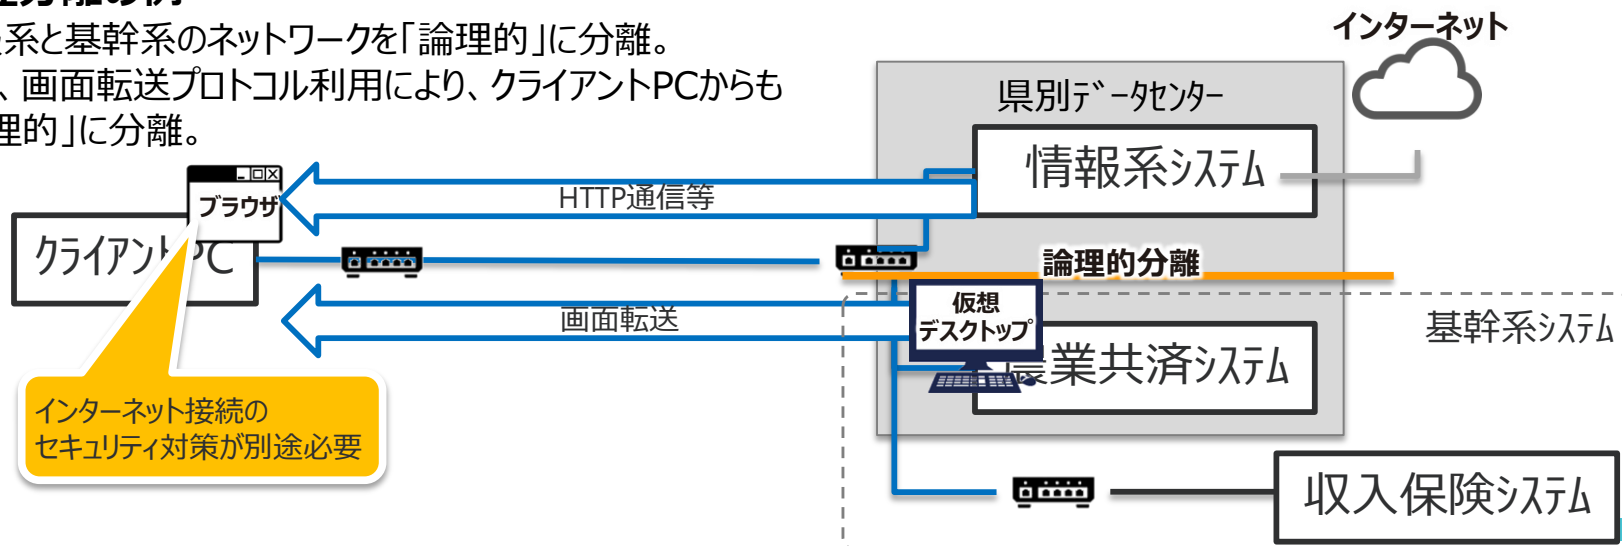 系と基幹系のネットワークを「論理的」に分離。
、画面転送プロトコル利用により、クライアントPCからも
理的」に分離。
インターネット
県別ﾃﾞｰﾀｾﾝﾀｰ
情報系ｼｽﾃﾑ
HTTP通信等
ブラウザ
クライアントPC
論理的分離
仮想
デスクトップ
画面転送
基幹系ｼｽﾃﾑ
農業共済ｼｽﾃﾑ
インターネット接続の
セキュリティ対策が別途必要
収入保険ｼｽﾃﾑ